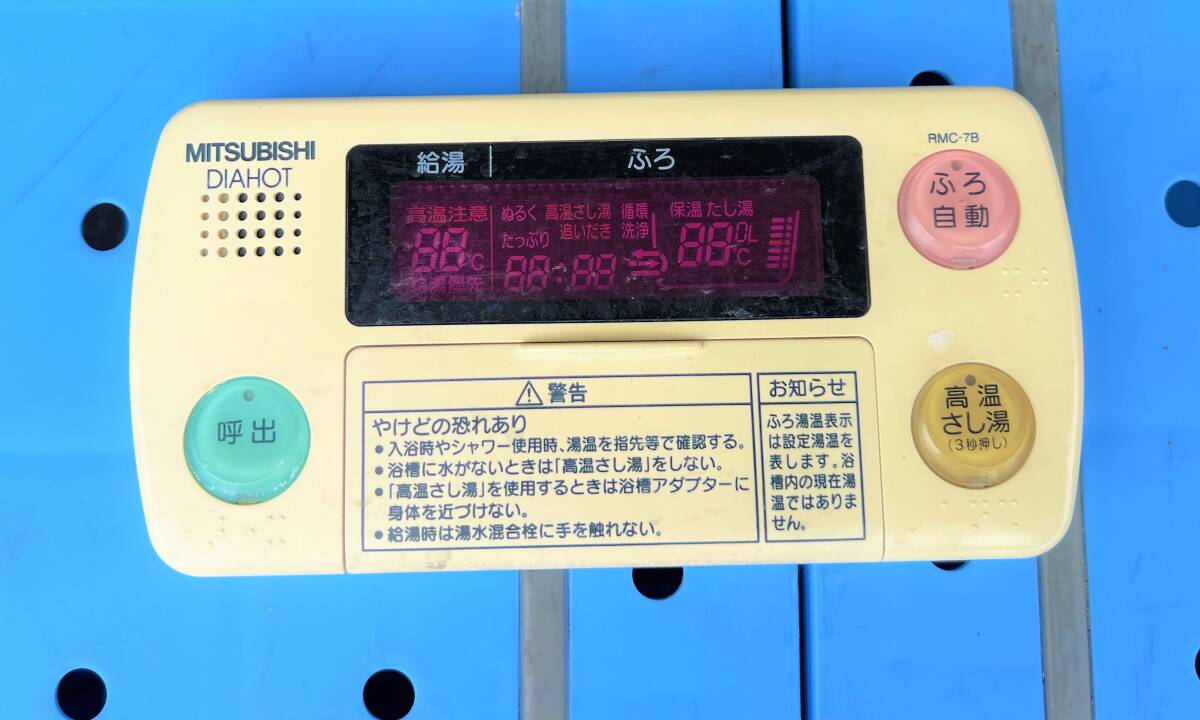 MITSUBISHI
DIAHOT
給湯
ふろ
高温注意
88℃
ぬるく 高温さし湯 循環
たっぷり 追いだき 洗浄
88:88
保温 たし湯
88
0L
℃
RMC-7B
ふろ
自動
呼出
高温
さし湯
(3秒押し)
⚠警告
やけどの恐れあり
●入浴時やシャワー使用時、湯温を指先等で確認する。
●浴槽に水がないときは「高温さし湯」をしない。
●「高温さし湯」を使用するときは浴槽アダプターに
身体を近づけない。
●給湯時は湯水混合栓に手を触れない。
お知らせ
ふろ湯温表示
は設定湯温を
表します。浴
槽内の現在湯
温ではありま
せん。